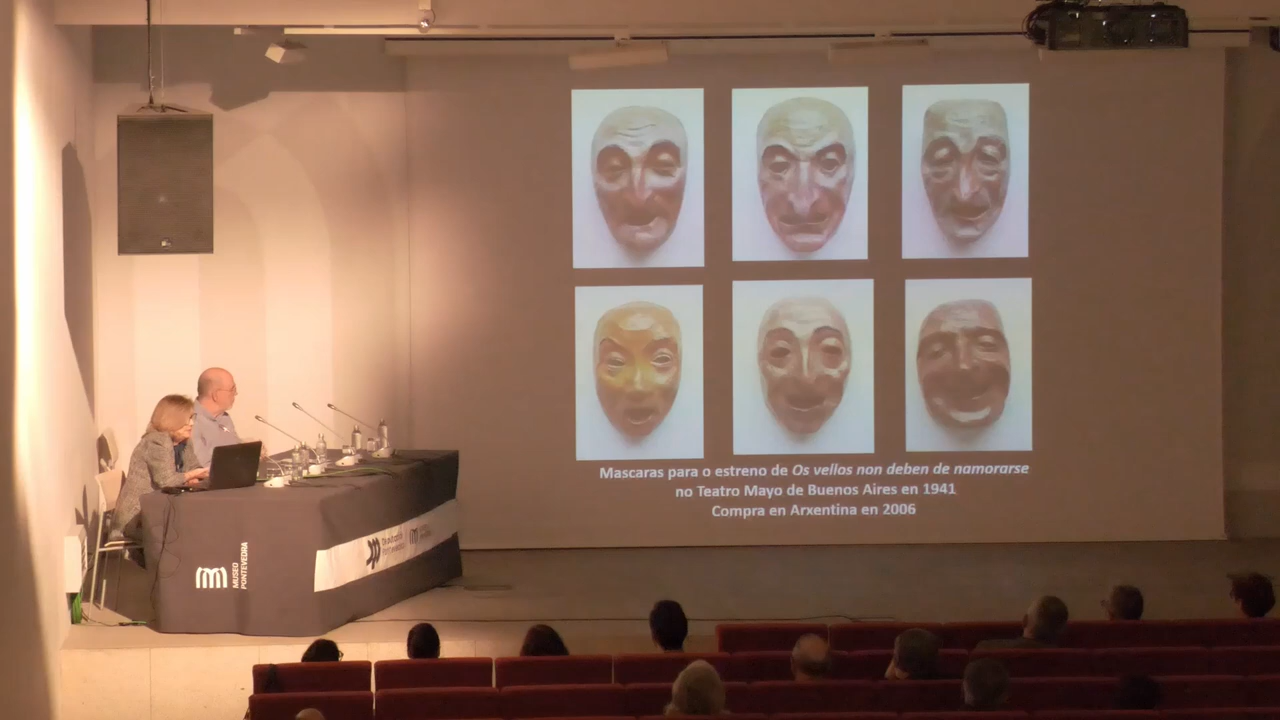 Mascaras para o estreno de Os vellos non deben de namorarse
no Teatro Mayo de Buenos Aires en 1941
Compra en Arxentina en 2006
MUSEO
PONTEVEDRA